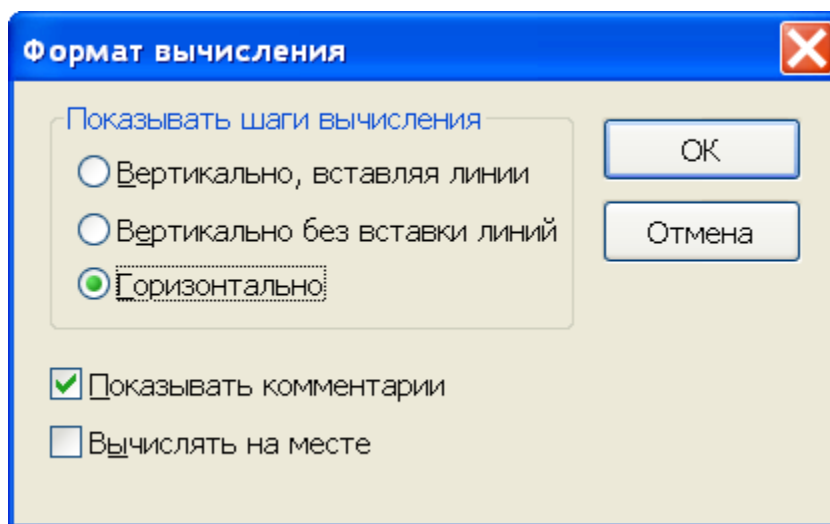 Формат вычисления
Показывать шаги вычисления
Вертикально, вставляя линии
Вертикально без вставки линий
Горизонтально
ОК
Отмена
Показывать комментарии
Вычислять на месте